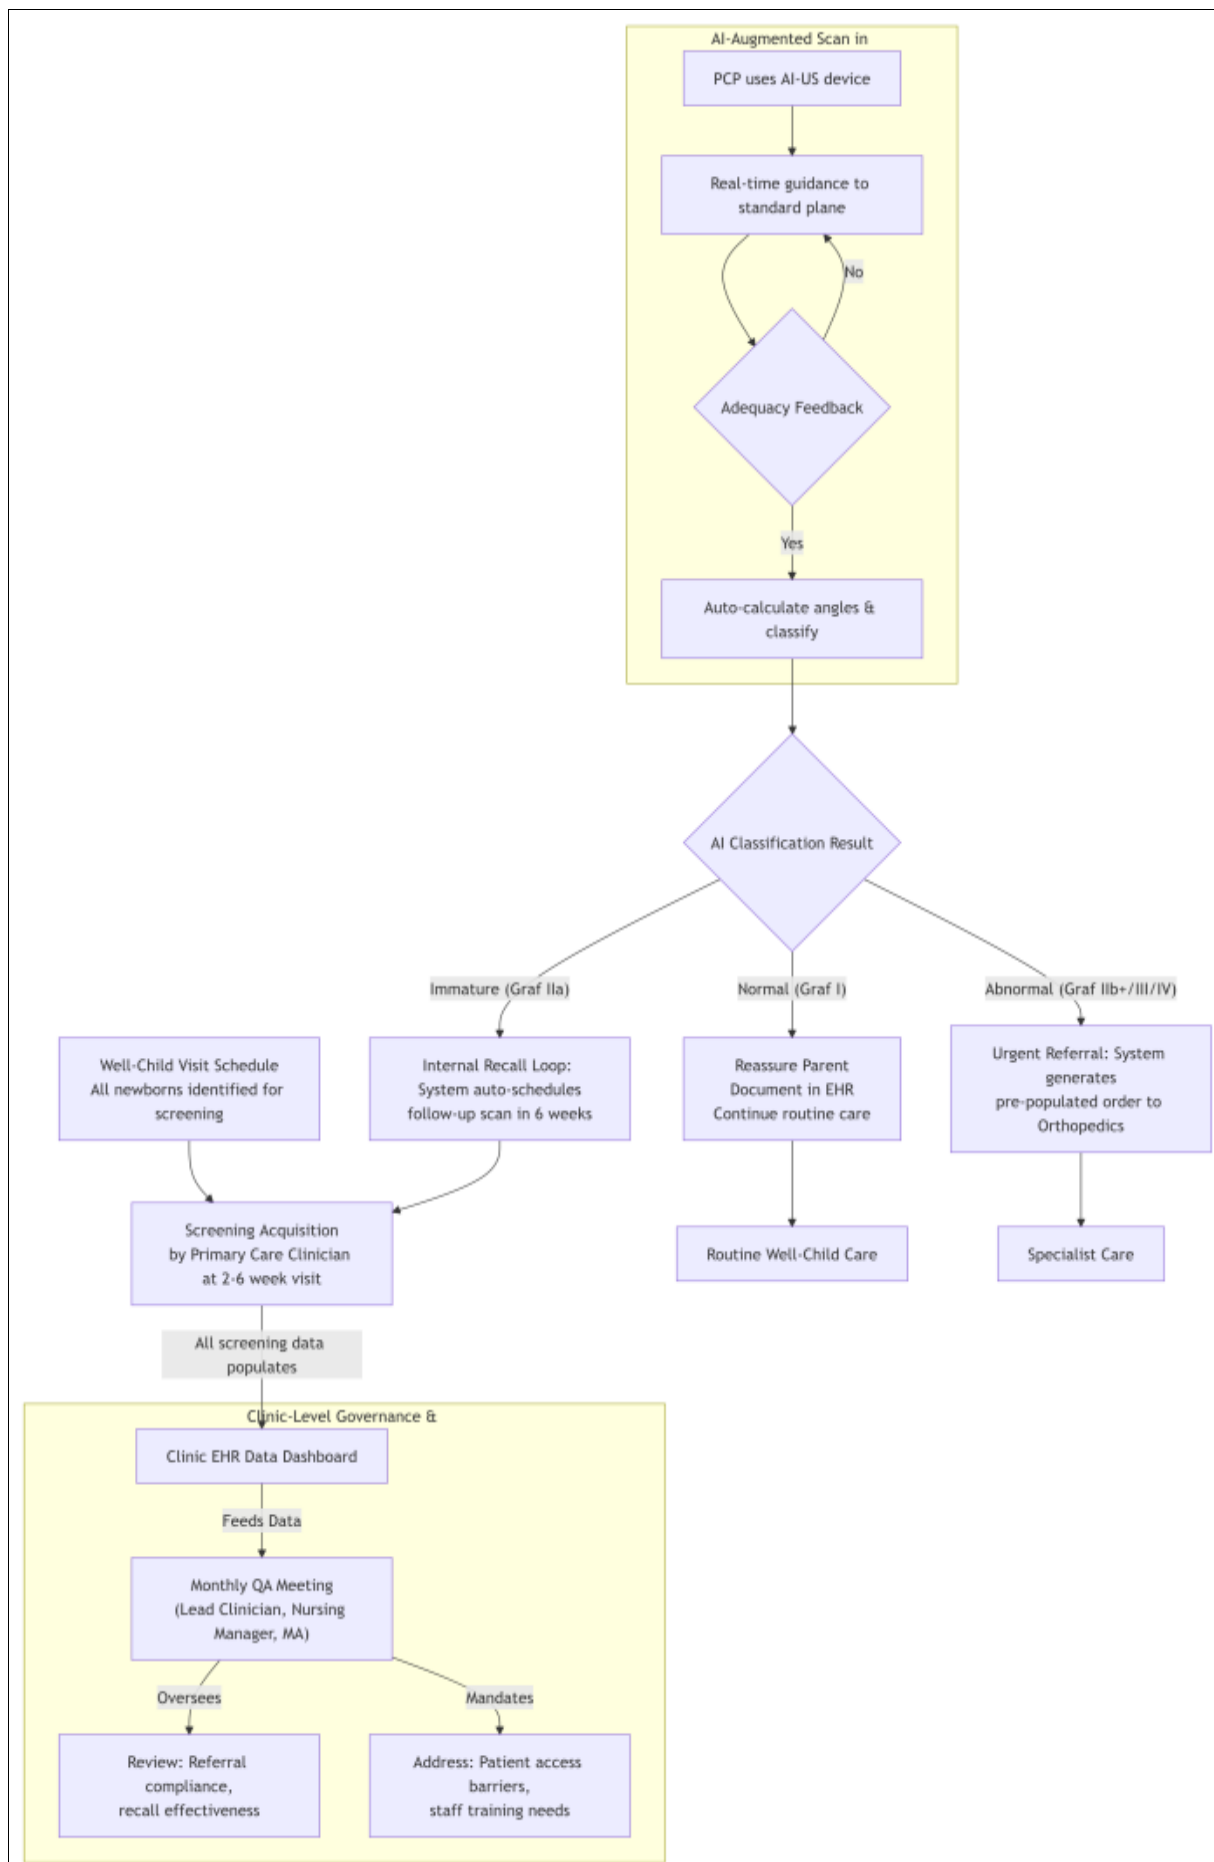 AI-Augmented Scan in
PCP uses AI-US device
Real-time guidance to
standard plane
No
Adequacy Feedback
Yes
Auto-calculate angles &
classify
AI Classification Result
Immature (Graf IIa)
Normal (Graf I)
Abnormal (Graf IIb+/III/IV)
Well-Child Visit Schedule
All newborns identified for
screening
Internal Recall Loop:
System auto-schedules
follow-up scan in 6 weeks
Reassure Parent
Document in EHR
Continue routine care
Urgent Referral: System
generates
pre-populated order to
Orthopedics
Screening Acquisition
by Primary Care Clinician
at 2-6 week visit
Routine Well-Child Care
Specialist Care
All screening data
populates
Clinic-Level Governance &
Clinic EHR Data Dashboard
Feeds Data
Monthly QA Meeting
(Lead Clinician, Nursing
Manager, MA)
Oversees
Mandates
Review: Referral
compliance,
recall effectiveness
Address: Patient access
barriers,
staff training needs